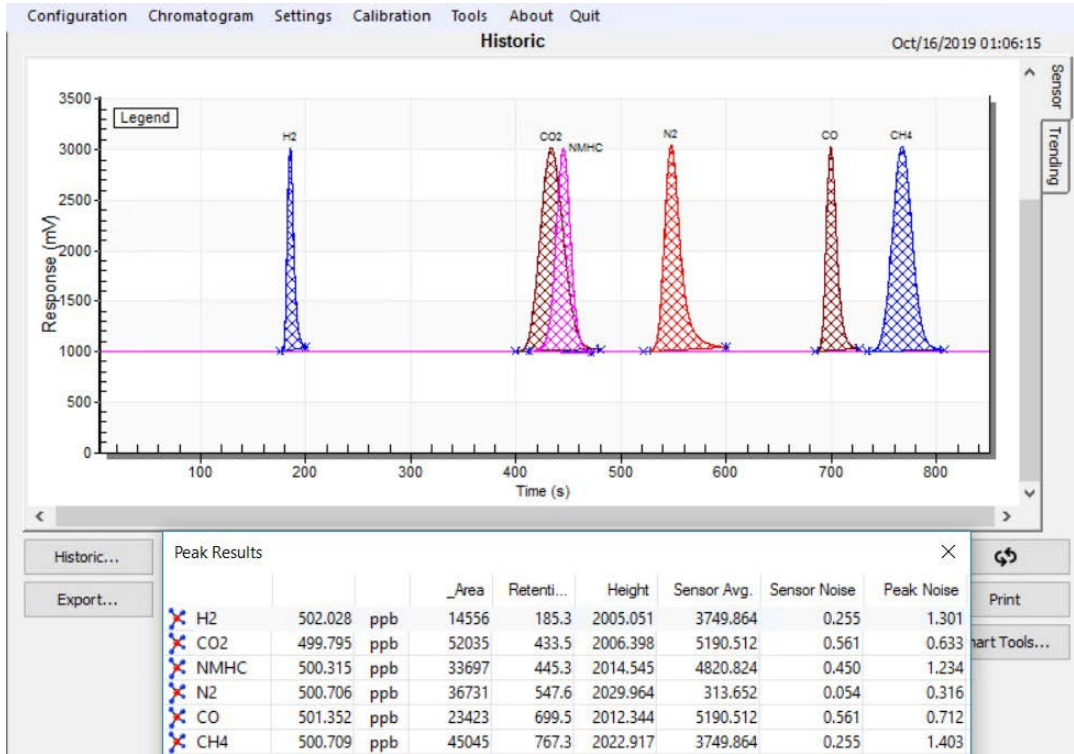 Configuration Chromatogram Settings Calibration Tools About Quit
Historic
Oct/16/2019 01:06:15
Sensor
Trending
Legend
H2
CO2
NMHC
N2
CO
CH4
Response (mV)
3500
3000
2500
2000
1500
1000
500
0
100 200 300 400 500 600 700 800
Time (s)
Historic...
Export...
Print
hart Tools...
Peak Results
_Area Retenti... Height Sensor Avg. Sensor Noise Peak Noise
H2 502.028 ppb 14556 185.3 2005.051 3749.864 0.255 1.301
CO2 499.795 ppb 52035 433.5 2006.398 5190.512 0.561 0.633
NMHC 500.315 ppb 33697 445.3 2014.545 4820.824 0.450 1.234
N2 500.706 ppb 36731 547.6 2029.964 313.652 0.054 0.316
CO 501.352 ppb 23423 699.5 2012.344 5190.512 0.561 0.712
CH4 500.709 ppb 45045 767.3 2022.917 3749.864 0.255 1.403